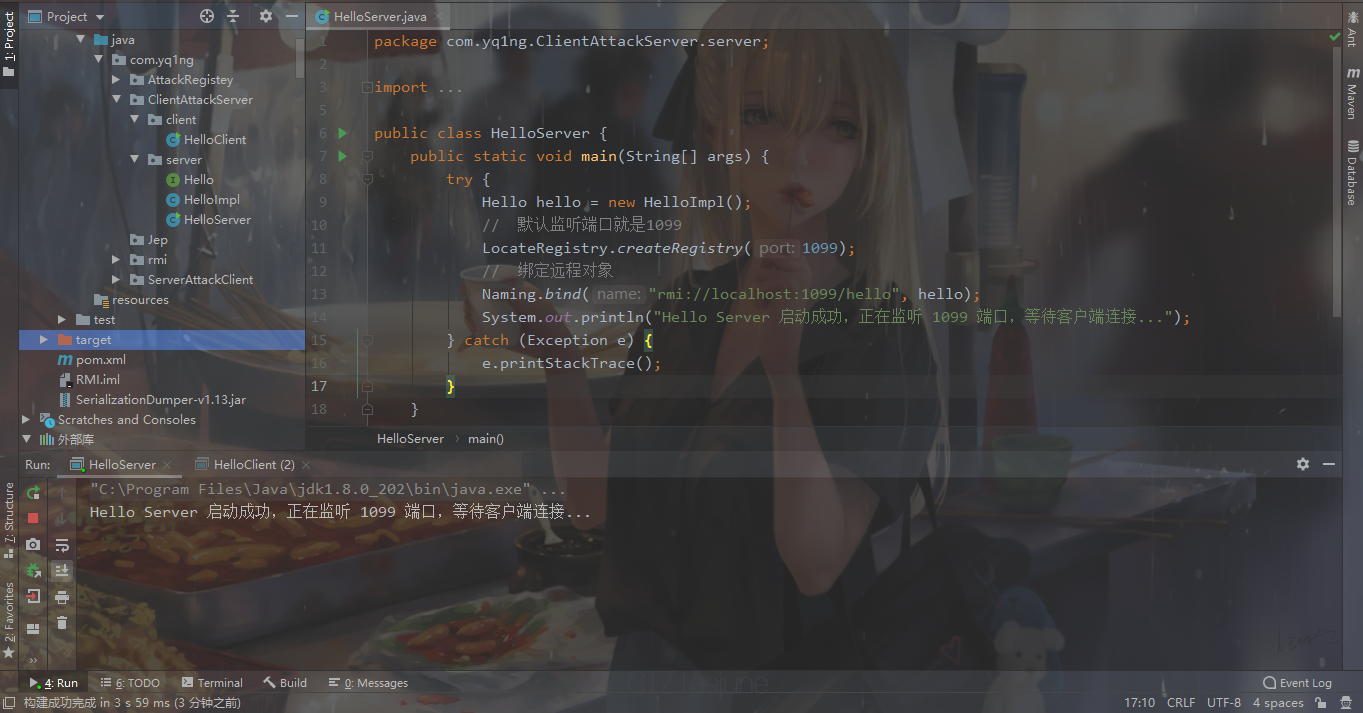 Project
HelloServer.java
1: Project
java
com.yq1ng
AttackRegistey
ClientAttackServer
client
HelloClient
server
Hello
HelloImpl
HelloServer
Jep
rmi
ServerAttackClient
resources
test
target
pom.xml
RMI.iml
SerializationDumper-v1.13.jar
Scratches and Consoles
外部库
1 package com.yq1ng.ClientAttackServer.server;
2
3 import ...
5
6 public class HelloServer {
7 public static void main(String[] args) {
8 try {
9 Hello hello = new HelloImpl();
10 // 默认监听端口就是1099
11 LocateRegistry.createRegistry( port: 1099);
12 // 绑定远程对象
13 Naming.bind( name: "rmi://localhost:1099/hello", hello);
14 System.out.println("Hello Server 启动成功，正在监听 1099 端口，等待客户端连接...");
15 } catch (Exception e) {
16 e.printStackTrace();
17 }
18 }
HelloServer › main()
Ant
Maven
Database
Run: HelloServer HelloClient (2)
"C:\Program Files\Java\jdk1.8.0_202\bin\java.exe" ...
Hello Server 启动成功，正在监听 1099 端口，等待客户端连接...
7: Structure
2: Favorites
4: Run 6: TODO Terminal Build 0: Messages Event Log
构建成功完成 in 3 s 59 ms (3 分钟之前) 17:10 CRLF UTF-8 4 spaces